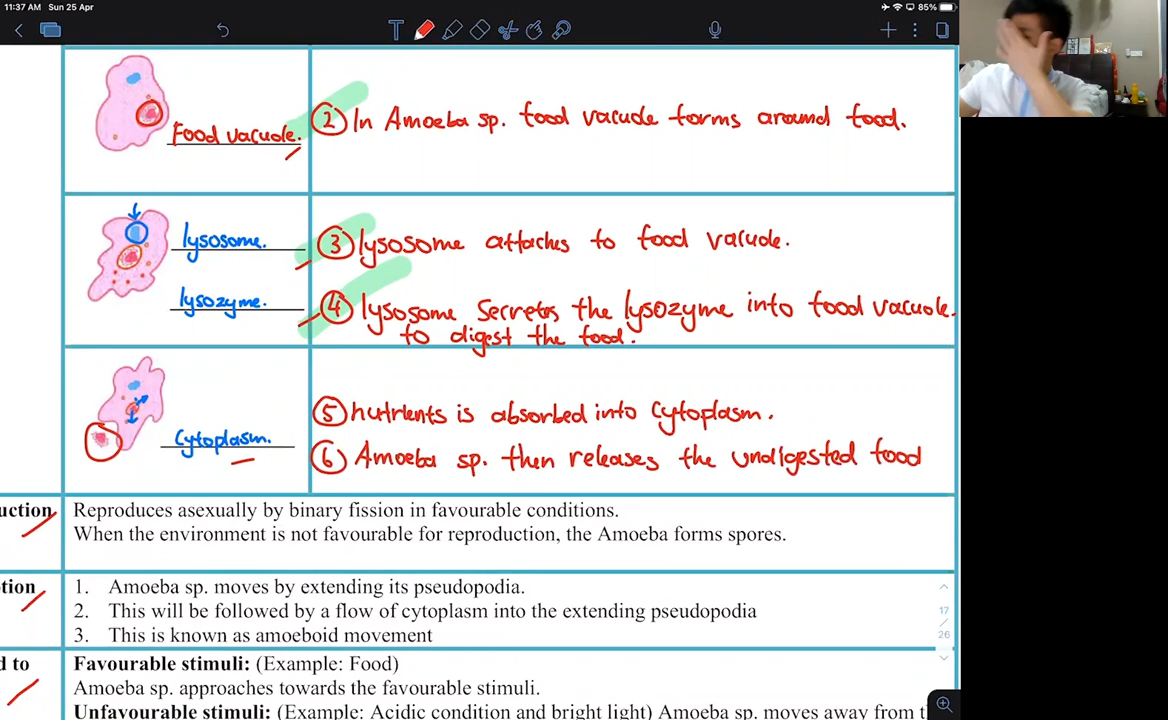 11:37 AM Sun 25 Apr
85%
Food vacuole.
② In Amoeba sp. food vacuole forms around food.
lysosome.
③ lysosome attaches to food vacuole.
lysozyme.
④ lysosome secretes the lysozyme into food vacuole.
to digest the food.
⑤ nutrients is absorbed into cytoplasm.
Cytoplasm.
⑥ Amoeba sp. then releases the undigested food
uction
Reproduces asexually by binary fission in favourable conditions.
When the environment is not favourable for reproduction, the Amoeba forms spores.
tion
1. Amoeba sp. moves by extending its pseudopodia.
2. This will be followed by a flow of cytoplasm into the extending pseudopodia
3. This is known as amoeboid movement
17
/
26
d to
Favourable stimuli: (Example: Food)
Amoeba sp. approaches towards the favourable stimuli.
Unfavourable stimuli: (Example: Acidic condition and bright light) Amoeba sp. moves away from t